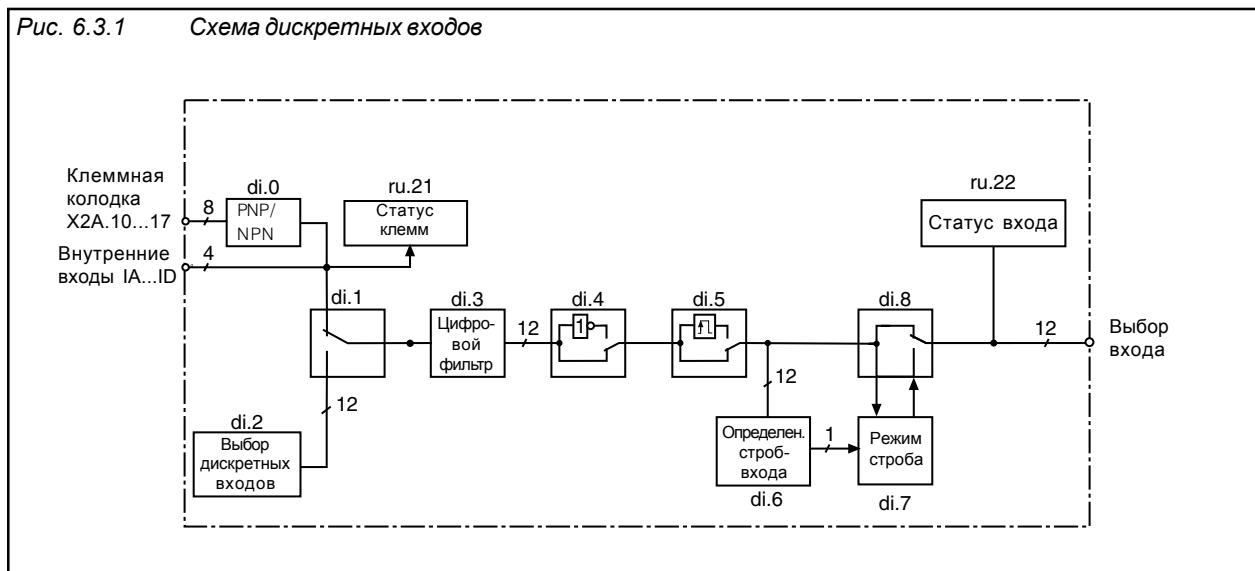 Рис. 6.3.1 Схема дискретных входов
Клеммная
колодка
X2A.10...17
8
di.0
PNP/
NPN
ru.21
Статус
клемм
ru.22
Статус входа
Внутренние
входы IA...ID
4
di.1
di.3
Цифро-
вой
фильтр
12
di.4
1
di.5
di.8
12
Выбор
входа
di.2
Выбор
дискретных
входов
12
12
Определен.
строб-
входа
di.6
1
Режим
строба
di.7